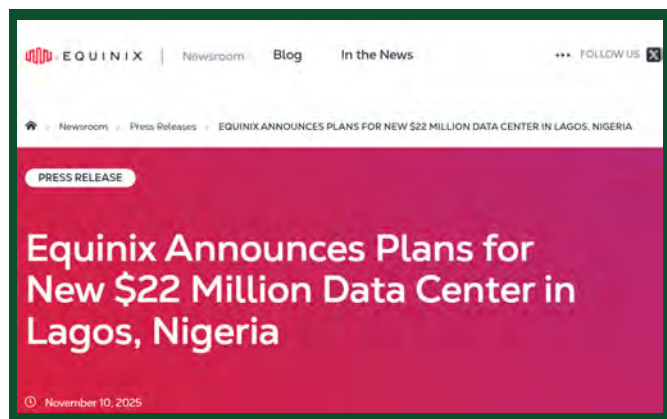 EQUINIX | Newsroom Blog In the News ••• FOLLOW US X
Newsroom > Press Releases > EQUINIX ANNOUNCES PLANS FOR NEW $22 MILLION DATA CENTER IN LAGOS, NIGERIA
PRESS RELEASE
Equinix Announces Plans for
New $22 Million Data Center in
Lagos, Nigeria
November 10, 2025